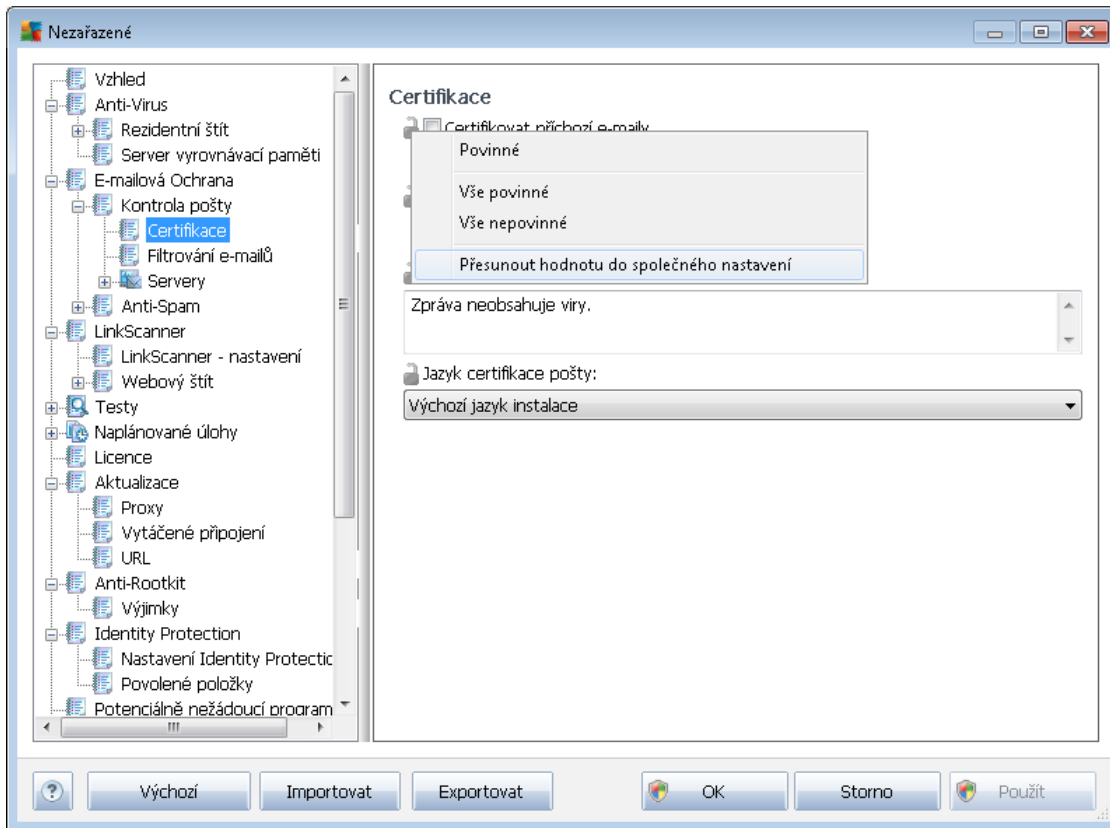 Nezařazené
Vzhled
Anti-Virus
Rezidentní štít
Server vyrovnávací paměti
E-mailová Ochrana
Kontrola pošty
Certifikace
Filtrování e-mailů
Servery
Anti-Spam
LinkScanner
LinkScanner - nastavení
Webový štít
Testy
Naplánované úlohy
Licence
Aktualizace
Proxy
Vytáčené připojení
URL
Anti-Rootkit
Výjimky
Identity Protection
Nastavení Identity Protectic
Povolené položky
Potenciálně nežádoucí program
Certifikace
Certifikovat příchozí e-maily
Povinné
Vše povinné
Vše nepovinné
Přesunout hodnotu do společného nastavení
Zpráva neobsahuje viry.
Jazyk certifikace pošty:
Výchozí jazyk instalace
Výchozí
Importovat
Exportovat
OK
Storno
Použít